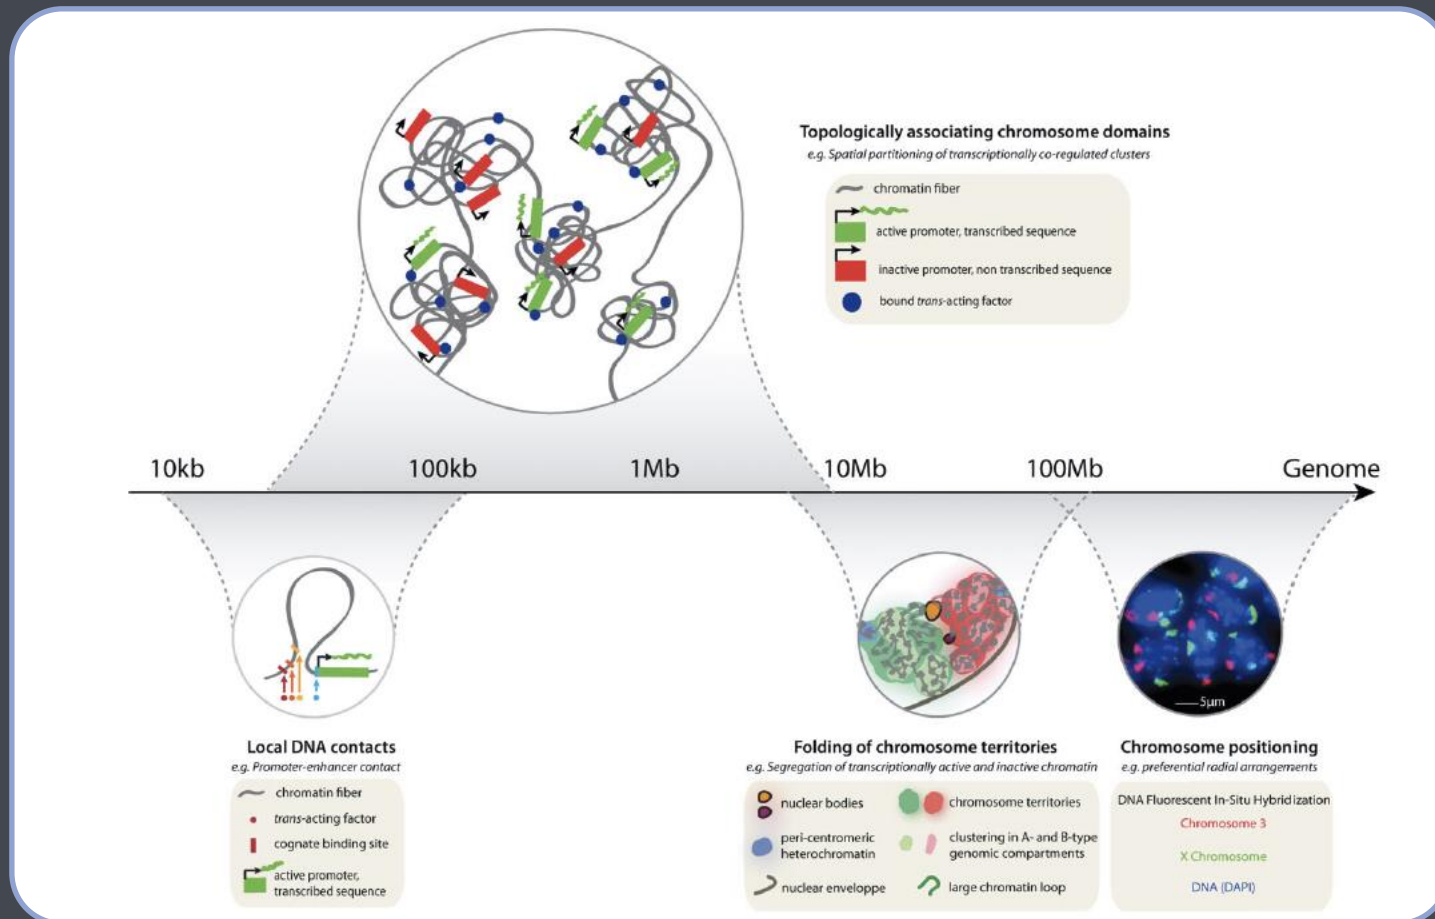 Topologically associating chromosome domains
e.g. Spatial partitioning of transcriptionally co-regulated clusters
chromatin fiber
active promoter, transcribed sequence
inactive promoter, non transcribed sequence
bound trans-acting factor
10kb 100kb 1Mb 10Mb 100Mb Genome
5µm
Local DNA contacts
e.g. Promoter-enhancer contact
chromatin fiber
trans-acting factor
cognate binding site
active promoter,
transcribed sequence
Folding of chromosome territories
e.g. Segregation of transcriptionally active and inactive chromatin
nuclear bodies
peri-centromeric
heterochromatin
nuclear enveloppe
chromosome territories
clustering in A- and B-type
genomic compartments
large chromatin loop
Chromosome positioning
e.g. preferential radial arrangements
DNA Fluorescent In-Situ Hybridization
Chromosome 3
X Chromosome
DNA (DAPI)